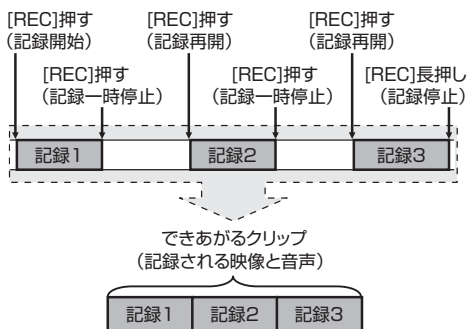 [REC]押す
(記録開始)
[REC]押す
(記録再開)
[REC]押す
(記録再開)
[REC]押す
(記録一時停止)
[REC]押す
(記録一時停止)
[REC]長押し
(記録停止)
記録1
記録2
記録3
できあがるクリップ
(記録される映像と音声)
記録1
記録2
記録3